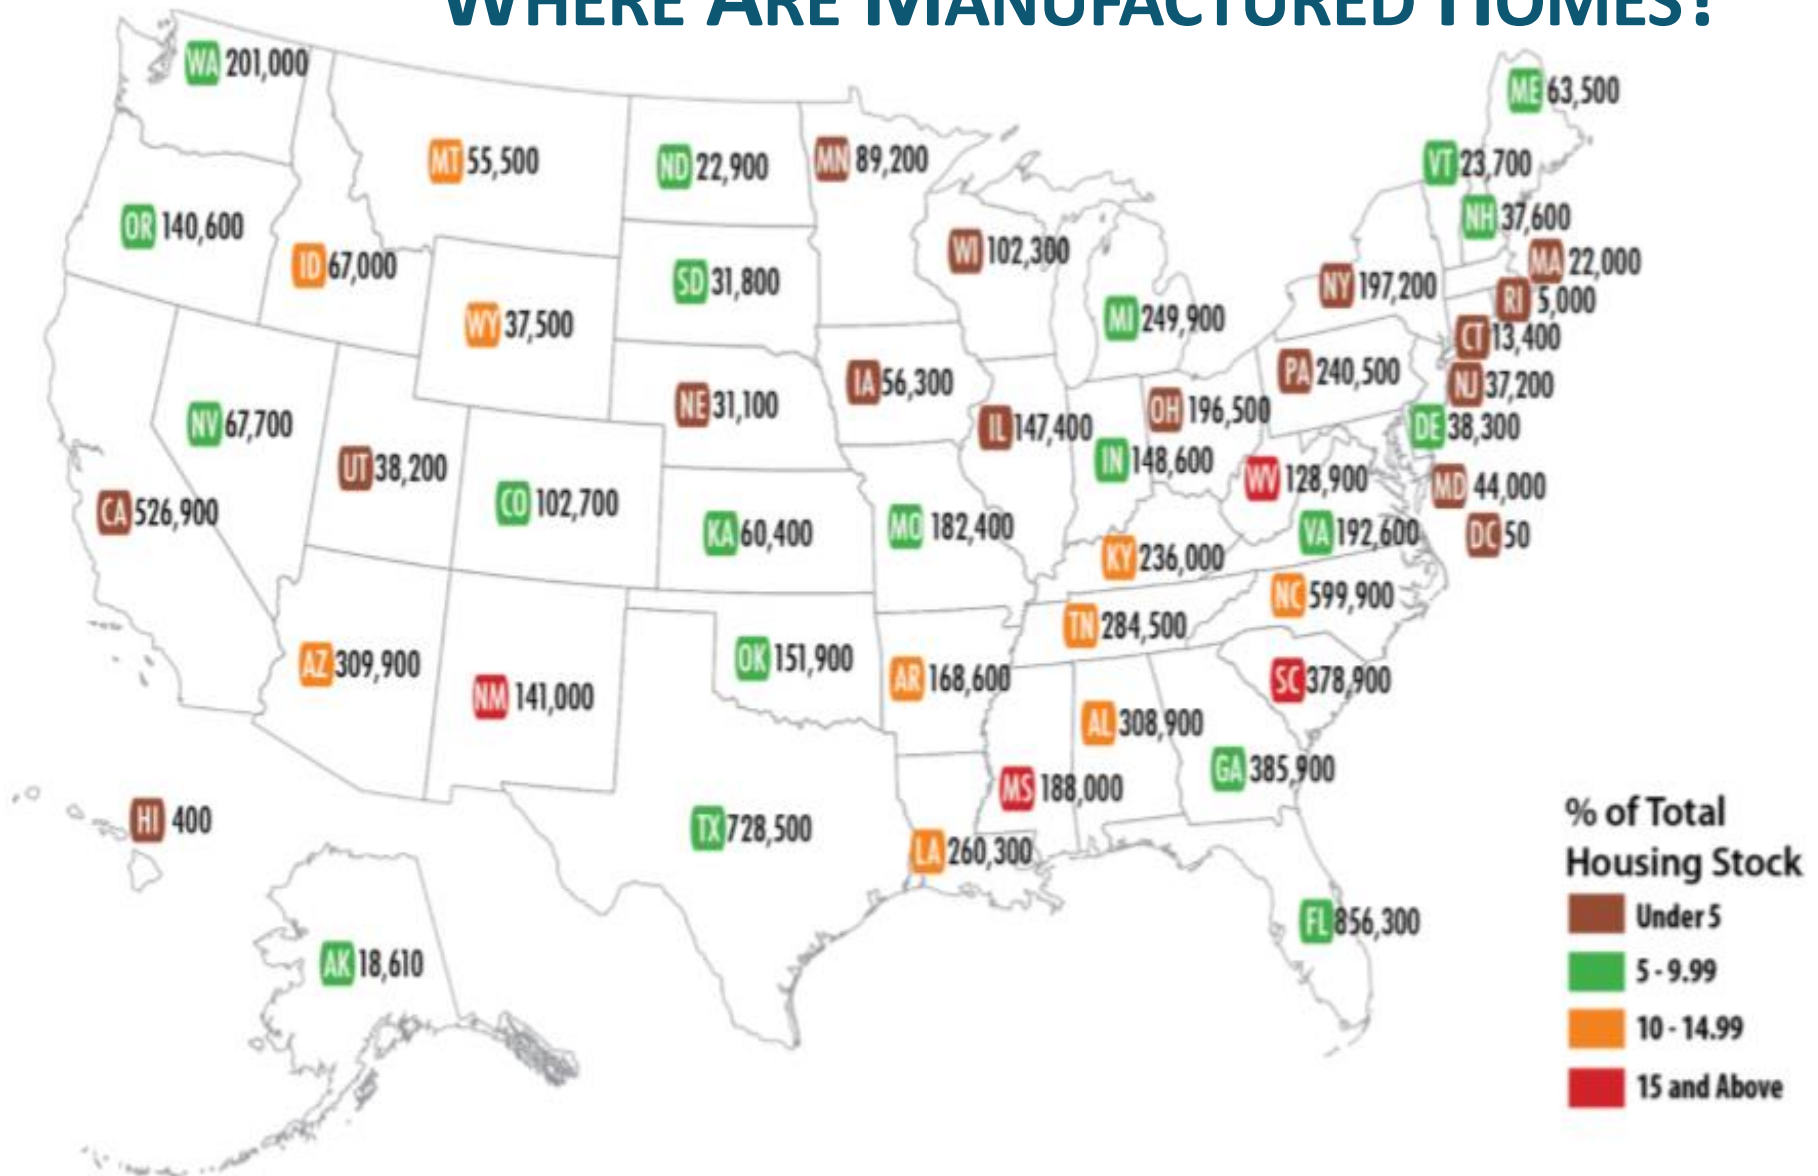 WHERE ARE MANUFACTURED HOMES?
WA 201,000
ME 63,500
MT 55,500
ND 22,900
MN 89,200
VT 23,700
OR 140,600
NH 37,600
ID 67,000
WI 102,300
MA 22,000
SD 31,800
NY 197,200
RI 5,000
WY 37,500
MI 249,900
CT 13,400
IA 56,300
PA 240,500
NJ 37,200
NE 31,100
OH 196,500
NV 67,700
IL 147,400
DE 38,300
UT 38,200
IN 148,600
WV 128,900
MD 44,000
CA 526,900
CO 102,700
KA 60,400
MO 182,400
VA 192,600
DC 50
KY 236,000
NC 599,900
TN 284,500
AZ 309,900
OK 151,900
AR 168,600
SC 378,900
NM 141,000
AL 308,900
GA 385,900
MS 188,000
HI 400
TX 728,500
LA 260,300
FL 856,300
AK 18,610
% of Total
Housing Stock
Under 5
5 - 9.99
10 - 14.99
15 and Above